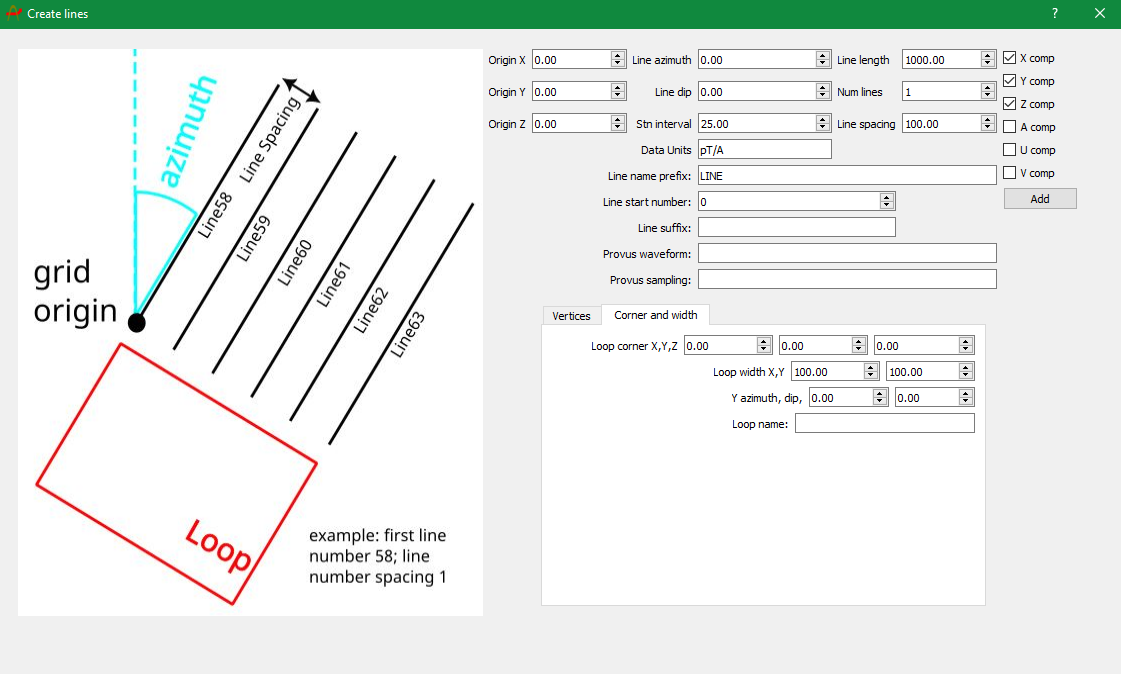 Create lines
?
azimuth
Line Spacing
Line58
Line59
Line60
Line61
Line62
Line63
grid
origin
Loop
example: first line
number 58; line
number spacing 1
Origin X 0.00 Line azimuth 0.00 Line length 1000.00 X comp
Y comp
Origin Y 0.00 Line dip 0.00 Num lines 1
Z comp
Origin Z 0.00 Stn interval 25.00 Line spacing 100.00 A comp
Data Units pT/A U comp
Line name prefix: LINE V comp
Line start number: 0 Add
Line suffix:
Provus waveform:
Provus sampling:
Vertices Corner and width
Loop corner X,Y,Z 0.00 0.00 0.00
Loop width X,Y 100.00 100.00
Y azimuth, dip, 0.00 0.00
Loop name: